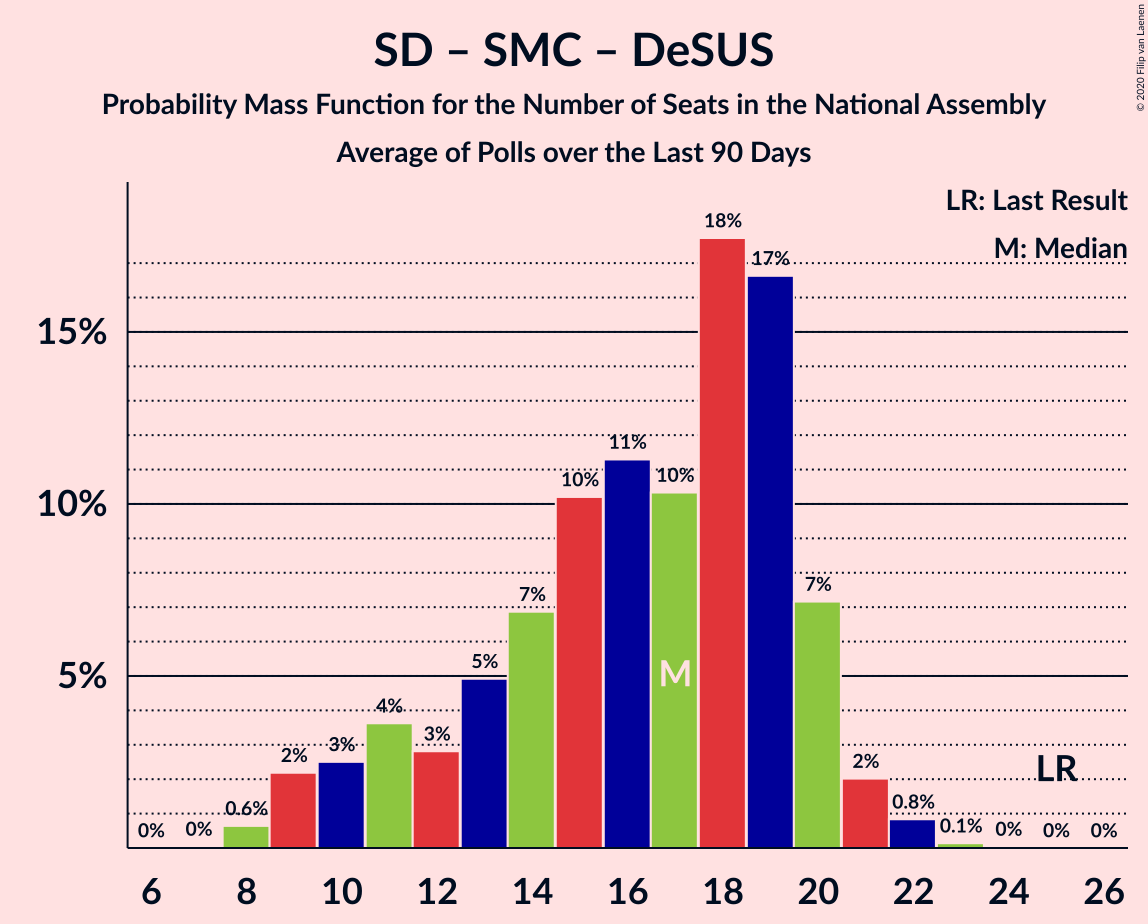 SD – SMC – DeSUS
Probability Mass Function for the Number of Seats in the National Assembly
Average of Polls over the Last 90 Days
© 2020 Filip van Laenen
LR: Last Result
M: Median
15%
10%
5%
0%
0%
0.6%
2%
3%
4%
3%
5%
7%
10%
11%
10%
18%
17%
7%
2%
0.8%
0.1%
0%
0%
0%
M
LR
6 8 10 12 14 16 18 20 22 24 26